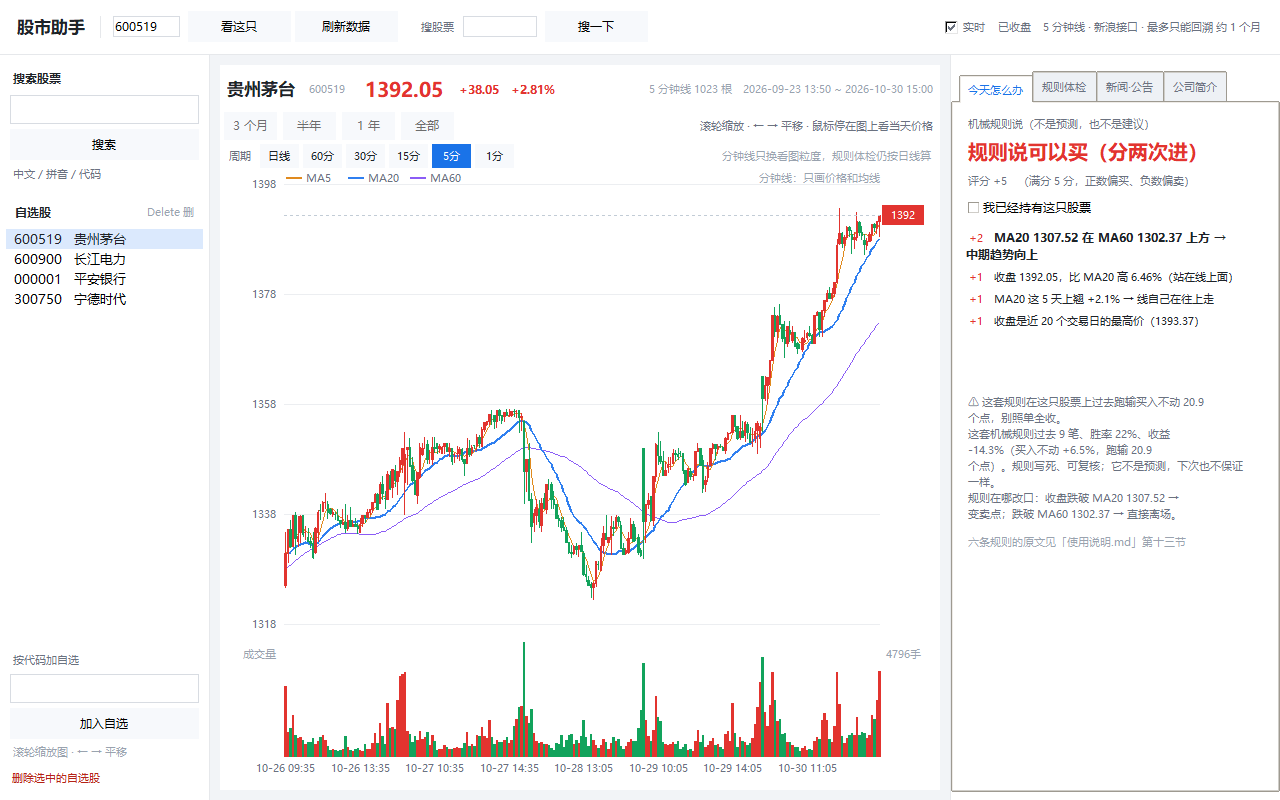 股市助手 600519 看这只 刷新数据 搜股票 搜一下 实时 已收盘 5 分钟线 · 新浪接口 · 最多只能回溯 约 1 个月
搜索股票
搜索
中文 / 拼音 / 代码
自选股 Delete 删
600519 贵州茅台
600900 长江电力
000001 平安银行
300750 宁德时代
按代码加自选
加入自选
滚轮缩放图 · ← → 平移
删除选中的自选股
贵州茅台 600519 1392.05 +38.05 +2.81% 5 分钟线 1023 根 2026-09-23 13:50 ~ 2026-10-30 15:00
3 个月 半年 1 年 全部 滚轮缩放 · ← → 平移 · 鼠标停在图上看当天价格
周期 日线 60分 30分 15分 5分 1分 分钟线只换看图粒度，规则体检仍按日线算
MA5 MA20 MA60 分钟线：只画价格和均线
1398
1392
1378
1358
1338
1318
成交量 4796手
10-26 09:35 10-26 13:35 10-27 10:35 10-27 14:35 10-28 13:05 10-29 10:05 10-29 14:05 10-30 11:05
今天怎么办 规则体检 新闻·公告 公司简介
机械规则说（不是预测，也不是建议）
规则说可以买（分两次进）
评分 +5 （满分 5 分，正数偏买、负数偏卖）
我已经持有这只股票
+2 MA20 1307.52 在 MA60 1302.37 上方 →
中期趋势向上
+1 收盘 1392.05，比 MA20 高 6.46%（站在线上面）
+1 MA20 这 5 天上翘 +2.1% → 线自己在往上走
+1 收盘是近 20 个交易日的最高价（1393.37）
⚠ 这套规则在这只股票上过去跑输买入不动 20.9
个点，别照单全收。
这套机械规则过去 9 笔、胜率 22%、收益
-14.3%（买入不动 +6.5%，跑输 20.9
个点）。规则写死、可复核；它不是预测，下次也不保证
一样。
规则在哪改口：收盘跌破 MA20 1307.52 →
变卖点；跌破 MA60 1302.37 → 直接离场。
六条规则的原文见「使用说明.md」第十三节